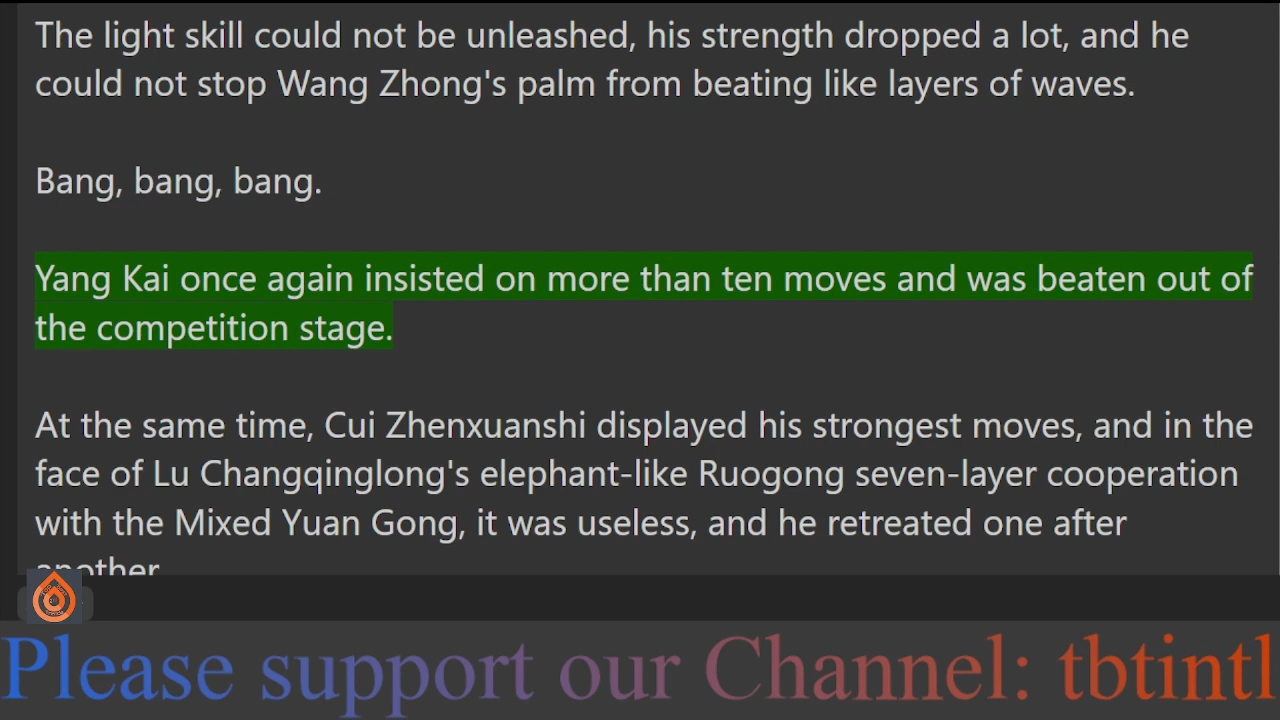 The light skill could not be unleashed, his strength dropped a lot, and he
could not stop Wang Zhong's palm from beating like layers of waves.
Bang, bang, bang.
Yang Kai once again insisted on more than ten moves and was beaten out of
the competition stage.
At the same time, Cui Zhenxuanshi displayed his strongest moves, and in the
face of Lu Changqinglong's elephant-like Ruogong seven-layer cooperation
with the Mixed Yuan Gong, it was useless, and he retreated one after
another
Please support our Channel: tbtintl